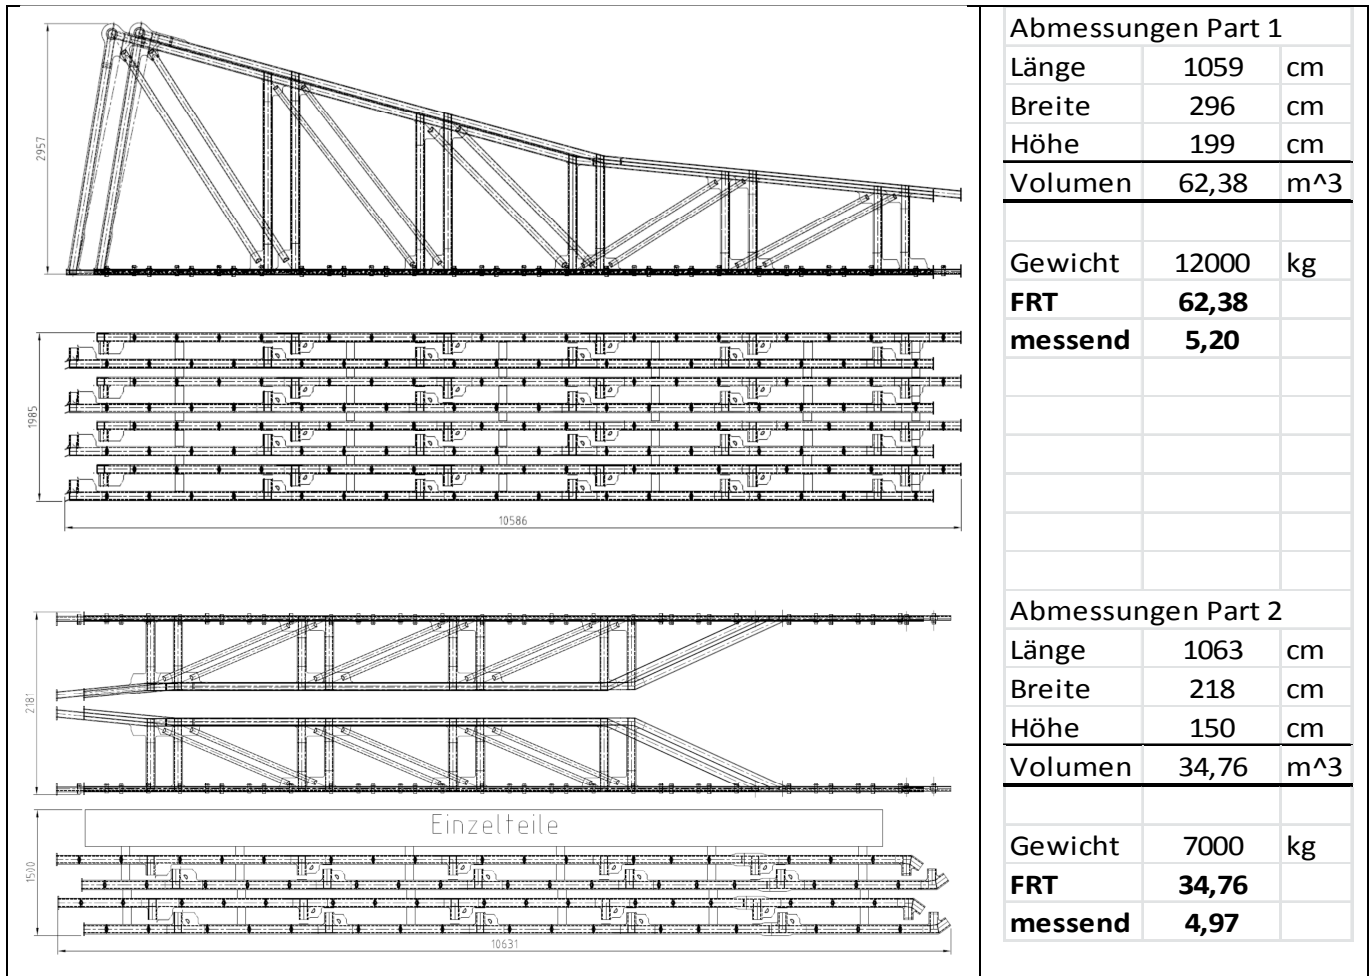 2957
1985
10586
2181
Einzelteile
1500
10631
Abmessungen Part 1
Länge 1059 cm
Breite 296 cm
Höhe 199 cm
Volumen 62,38 m^3
Gewicht 12000 kg
FRT 62,38
messend 5,20
Abmessungen Part 2
Länge 1063 cm
Breite 218 cm
Höhe 150 cm
Volumen 34,76 m^3
Gewicht 7000 kg
FRT 34,76
messend 4,97